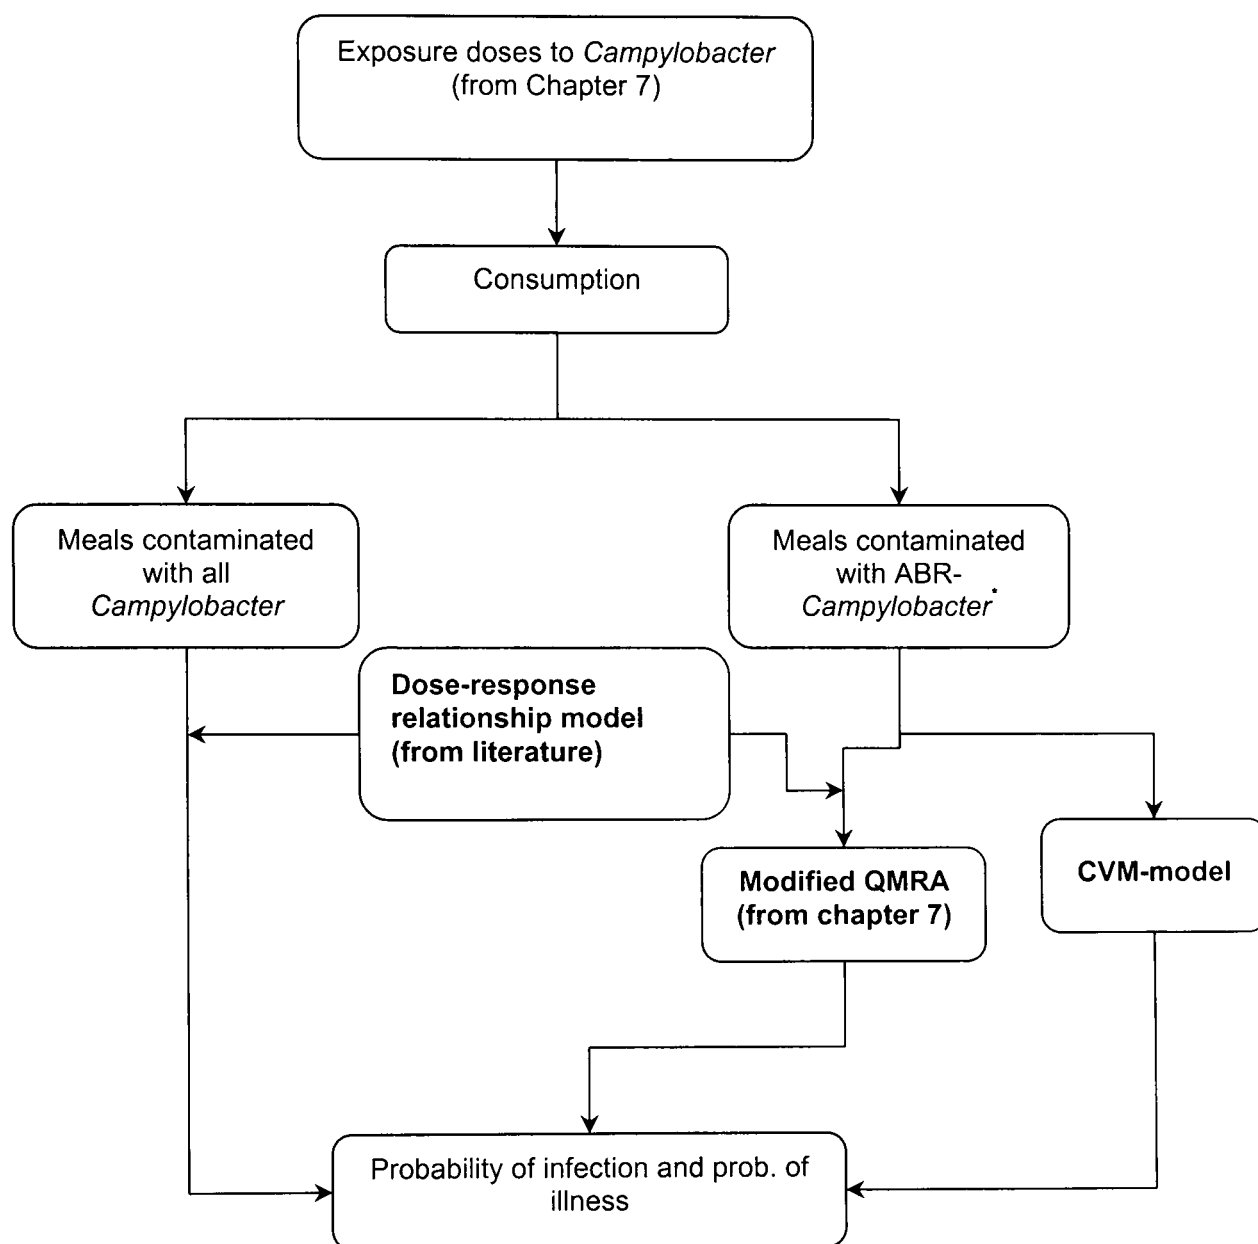 Exposure doses to Campylobacter
(from Chapter 7)
Consumption
Meals contaminated
with all
Campylobacter
Meals contaminated
with ABR-
Campylobacter*
Dose-response
relationship model
(from literature)
Modified QMRA
(from chapter 7)
CVM-model
Probability of infection and prob. of
illness